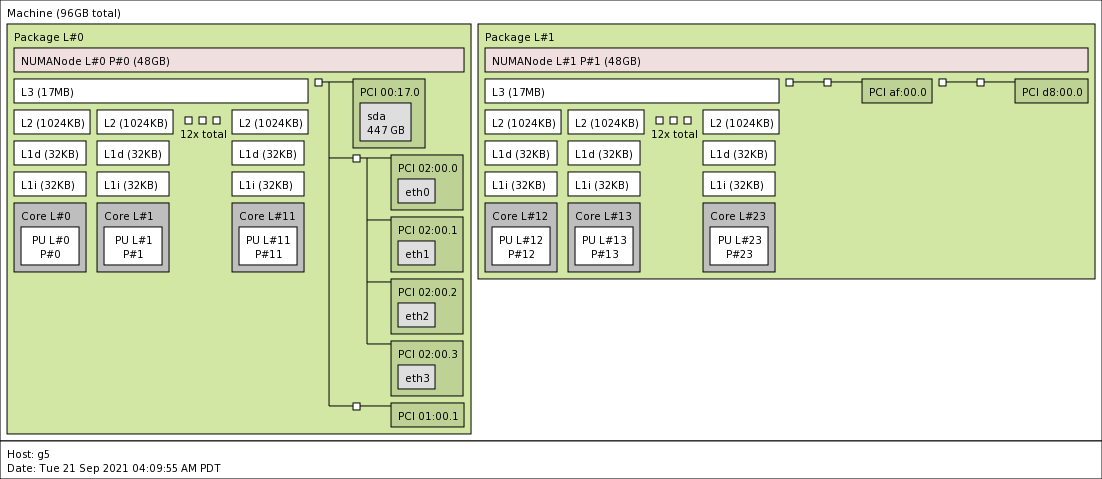 Machine (96GB total)
Package L#0
NUMANode L#0 P#0 (48GB)
L3 (17MB)
L2 (1024KB)
L2 (1024KB)
12x total
L2 (1024KB)
L1d (32KB)
L1d (32KB)
L1d (32KB)
L1i (32KB)
L1i (32KB)
L1i (32KB)
Core L#0
PU L#0
P#0
Core L#1
PU L#1
P#1
Core L#11
PU L#11
P#11
PCI 00:17.0
sda
447 GB
PCI 02:00.0
eth0
PCI 02:00.1
eth1
PCI 02:00.2
eth2
PCI 02:00.3
eth3
PCI 01:00.1
Package L#1
NUMANode L#1 P#1 (48GB)
L3 (17MB)
L2 (1024KB)
L2 (1024KB)
12x total
L2 (1024KB)
L1d (32KB)
L1d (32KB)
L1d (32KB)
L1i (32KB)
L1i (32KB)
L1i (32KB)
Core L#12
PU L#12
P#12
Core L#13
PU L#13
P#13
Core L#23
PU L#23
P#23
PCI af:00.0
PCI d8:00.0
Host: g5
Date: Tue 21 Sep 2021 04:09:55 AM PDT